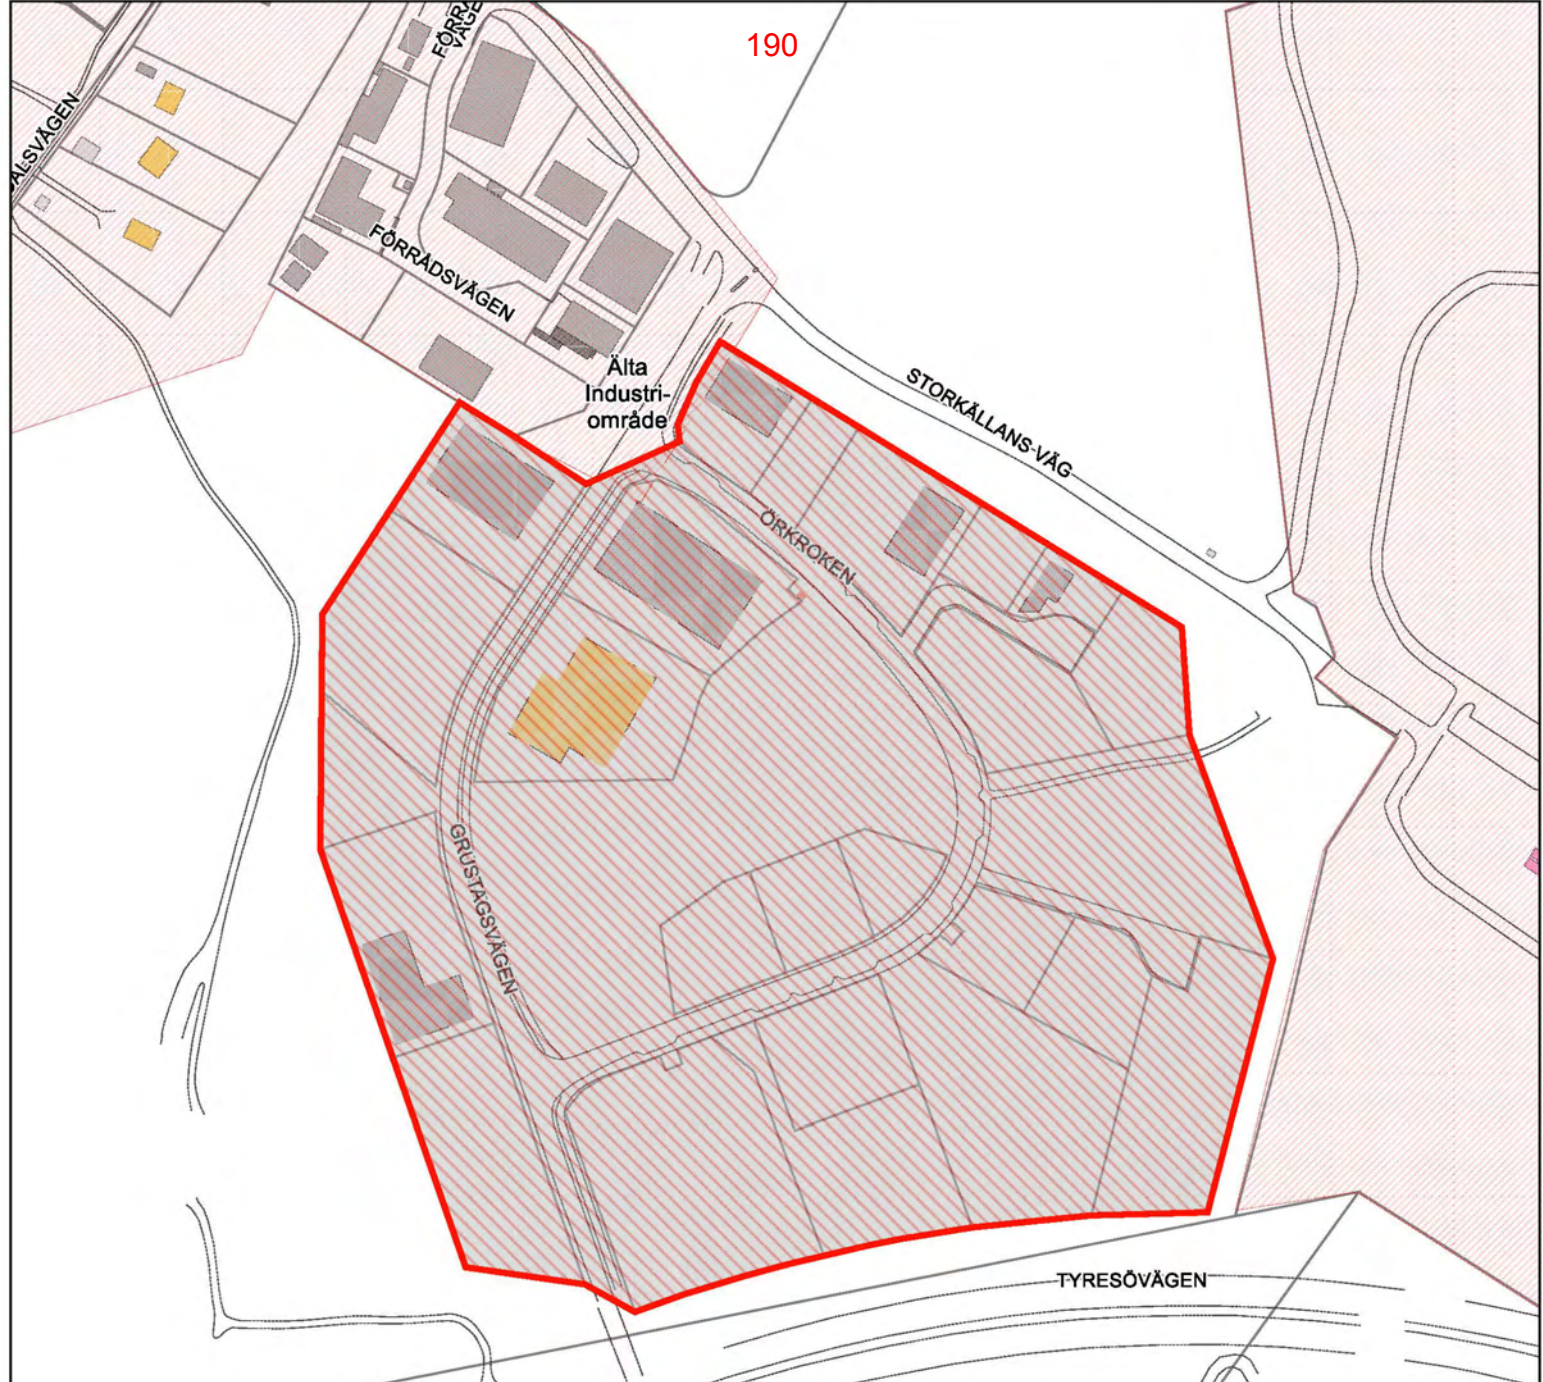 190
FÖRRÅDSVÄGEN
STORKÄLLANS VÄG
Älta
Industri-
område
ÖRKROKEN
GRUSTAGSVÄGEN
TYRESÖVÄGEN